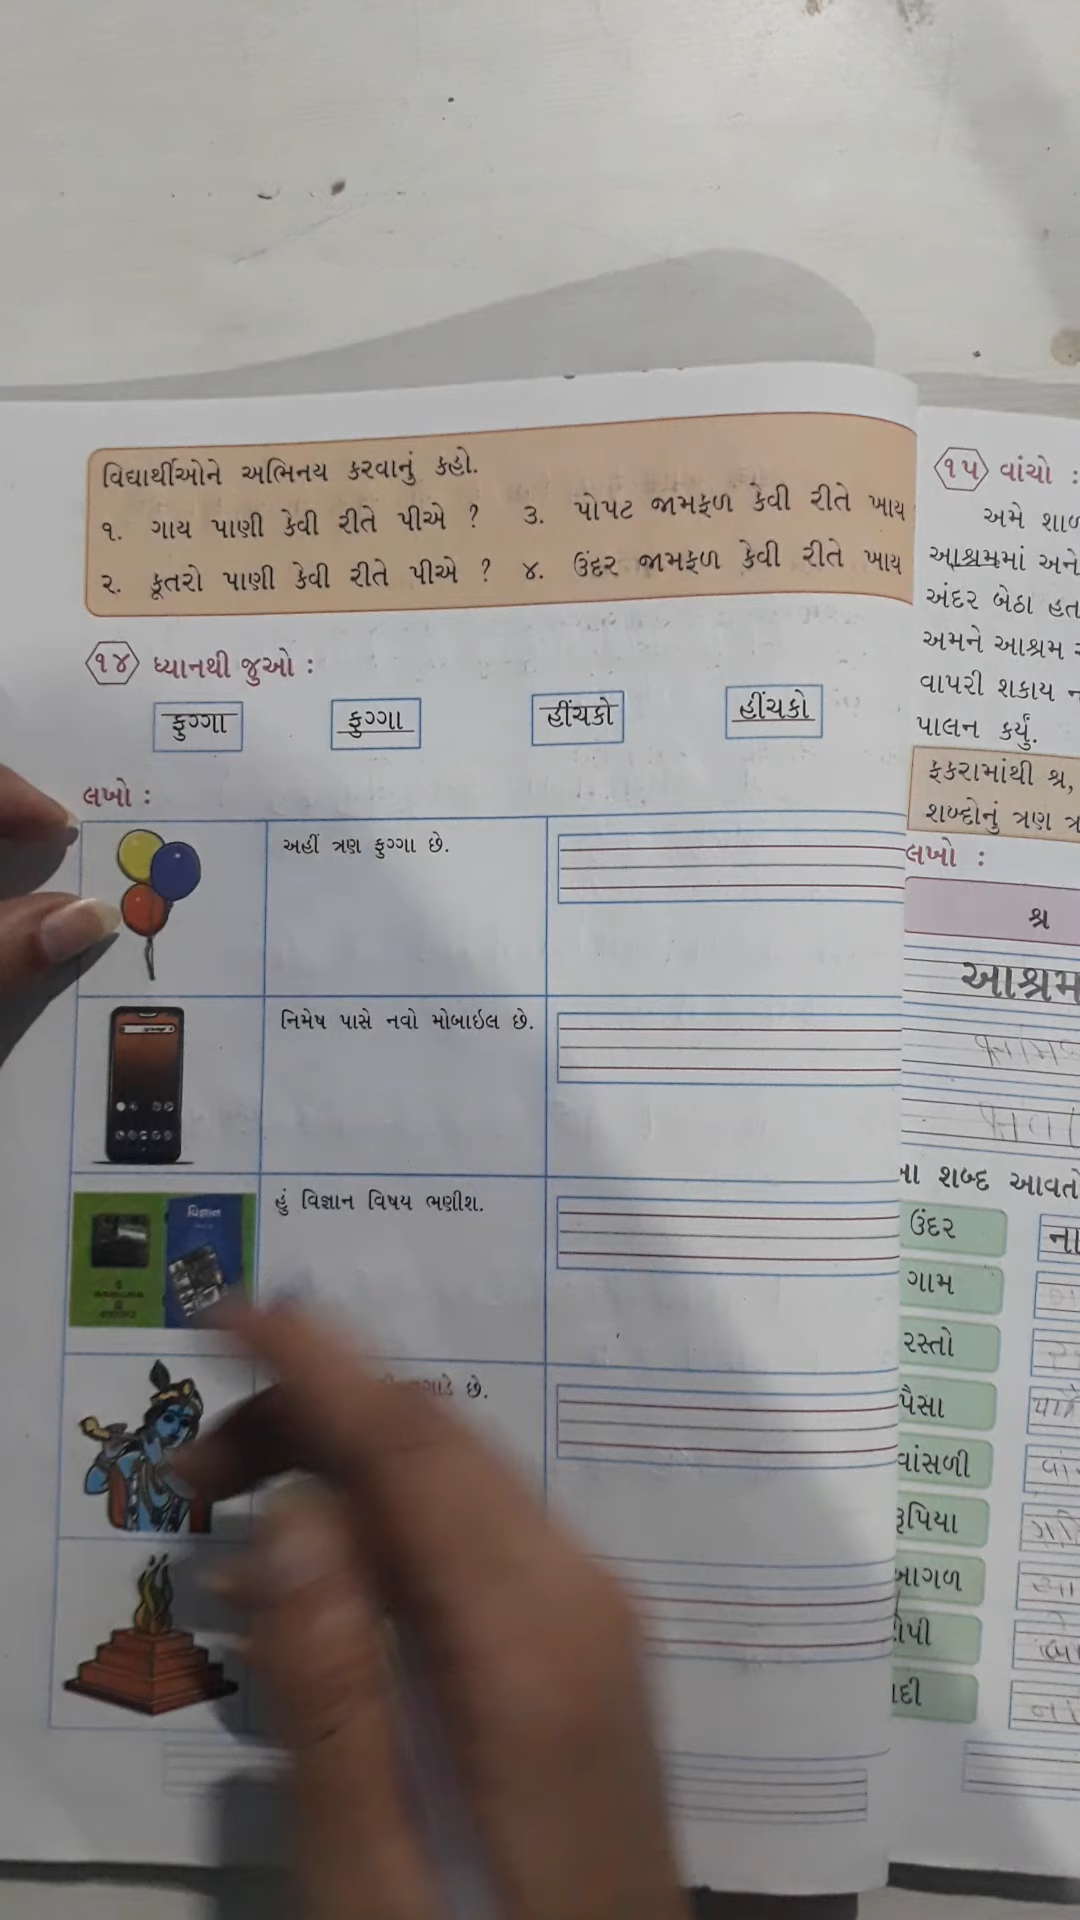 વિદ્યાર્થીઓને અભિનય કરવાનું કહો.
૧. ગાય પાણી કેવી રીતે પીએ ? ૩. પોપટ જામફળ કેવી રીતે ખાય
૨. કૂતરો પાણી કેવી રીતે પીએ ? ૪. ઉંદર જામફળ કેવી રીતે ખાય
૧૪ ધ્યાનથી જુઓ :
ફુગ્ગા ફુગ્ગા હીંચકો હીંચકો
લખો :
અહીં ત્રણ ફુગ્ગા છે.
નિમેષ પાસે નવો મોબાઇલ છે.
વિજ્ઞાન
હું વિજ્ઞાન વિષય ભણીશ.
છે.
૧૫ વાંચો :
અમે
આશ્રમમાં અને
અંદર બેઠા
અમને આશ્રમ
વાપરી શકાય
પાલન કર્યું.
ફકરામાંથી શ્ર,
શબ્દોનું ત્રણ
લખો :
શ્ર
આશ્રમ
શબ્દ
ઉંદર
ગામ
રસ્તો
પૈસા
વાંસળી
રૂપિયા
આગળ